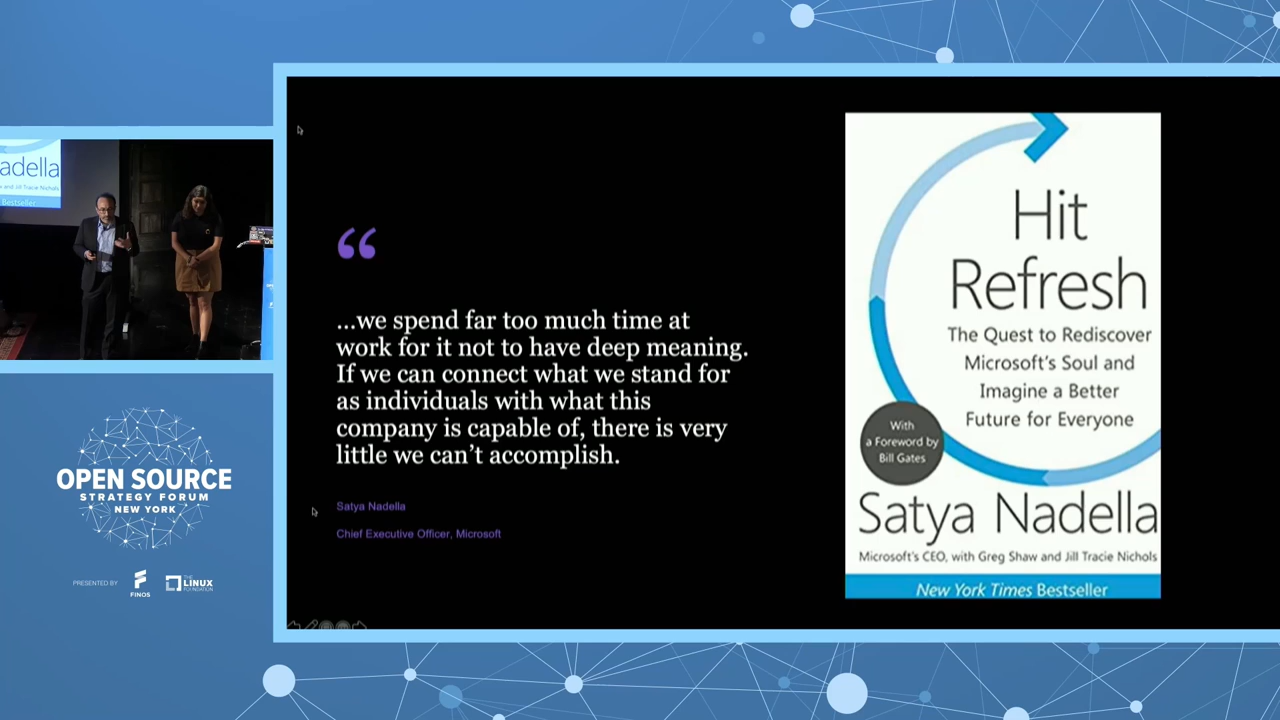 adella
and Jill Tracie Nichols
Bestseller
OPEN SOURCE
STRATEGY FORUM
NEW YORK
PRESENTED BY
FINOS
THE
LINUX
FOUNDATION
“
...we spend far too much time at
work for it not to have deep meaning.
If we can connect what we stand for
as individuals with what this
company is capable of, there is very
little we can’t accomplish.
Satya Nadella
Chief Executive Officer, Microsoft
Hit
Refresh
The Quest to Rediscover
Microsoft’s Soul and
Imagine a Better
Future for Everyone
With
a Foreword by
Bill Gates
Satya Nadella
Microsoft’s CEO, with Greg Shaw and Jill Tracie Nichols
New York Times Bestseller